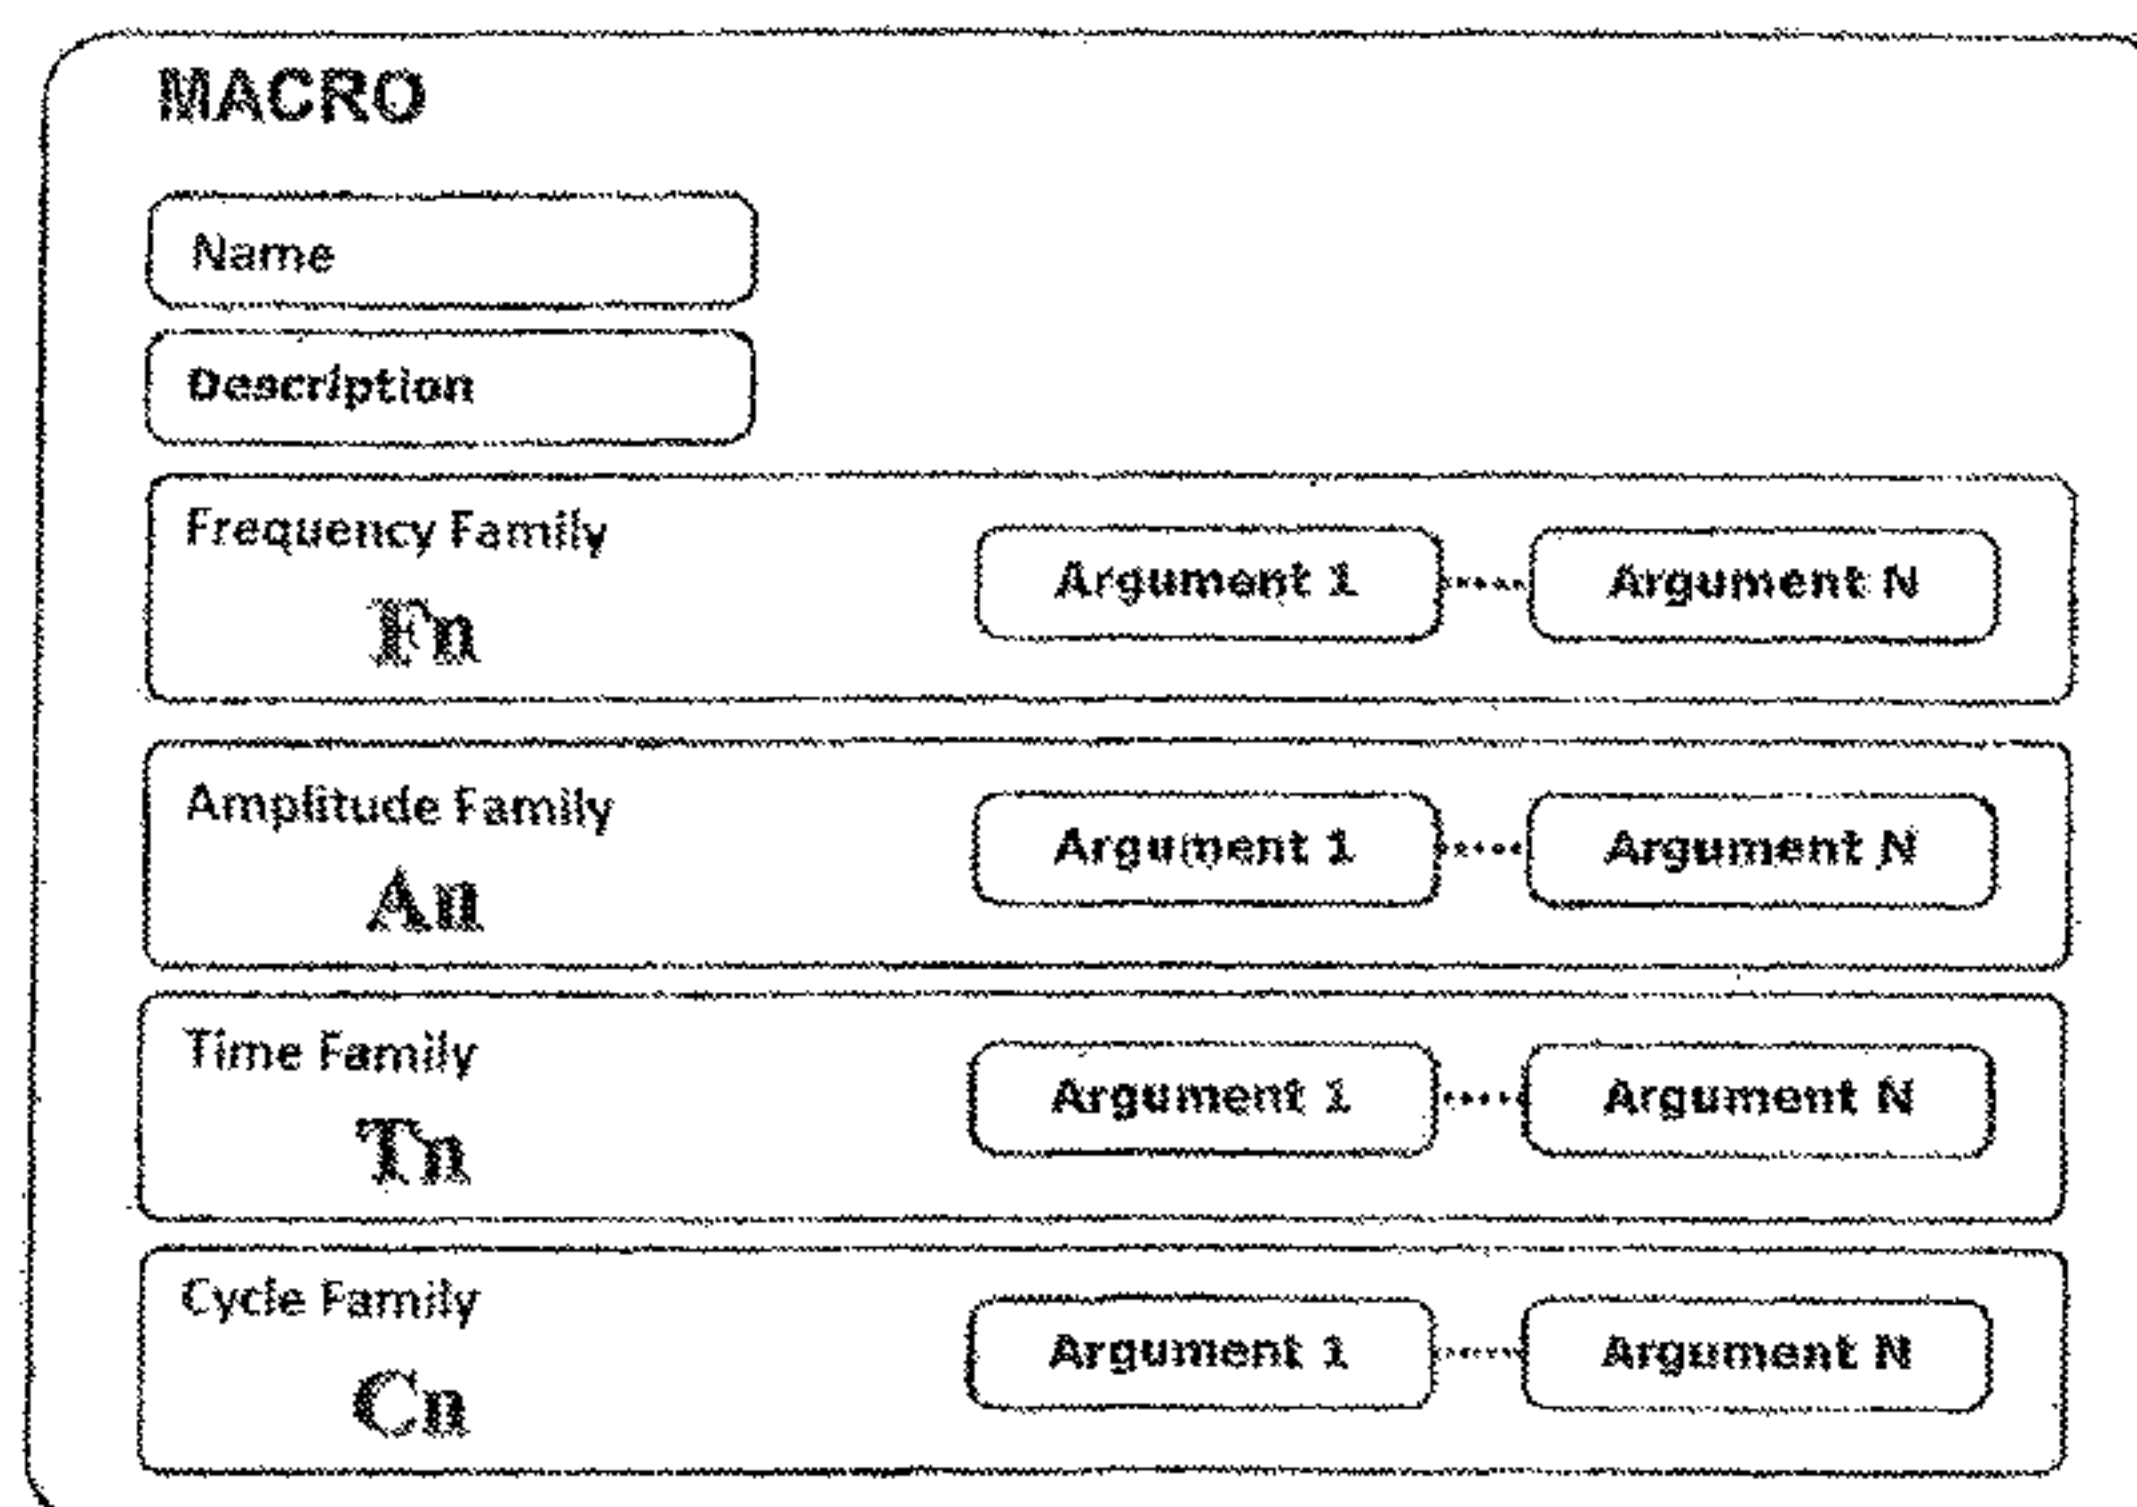 MACRO
Name
Description
Frequency Family
Argument 1 Argument N
Fn
Amplitude Family
Argument 1 Argument N
An
Time Family
Argument 1 Argument N
Tn
Cycle Family
Argument 1 Argument N
Cn